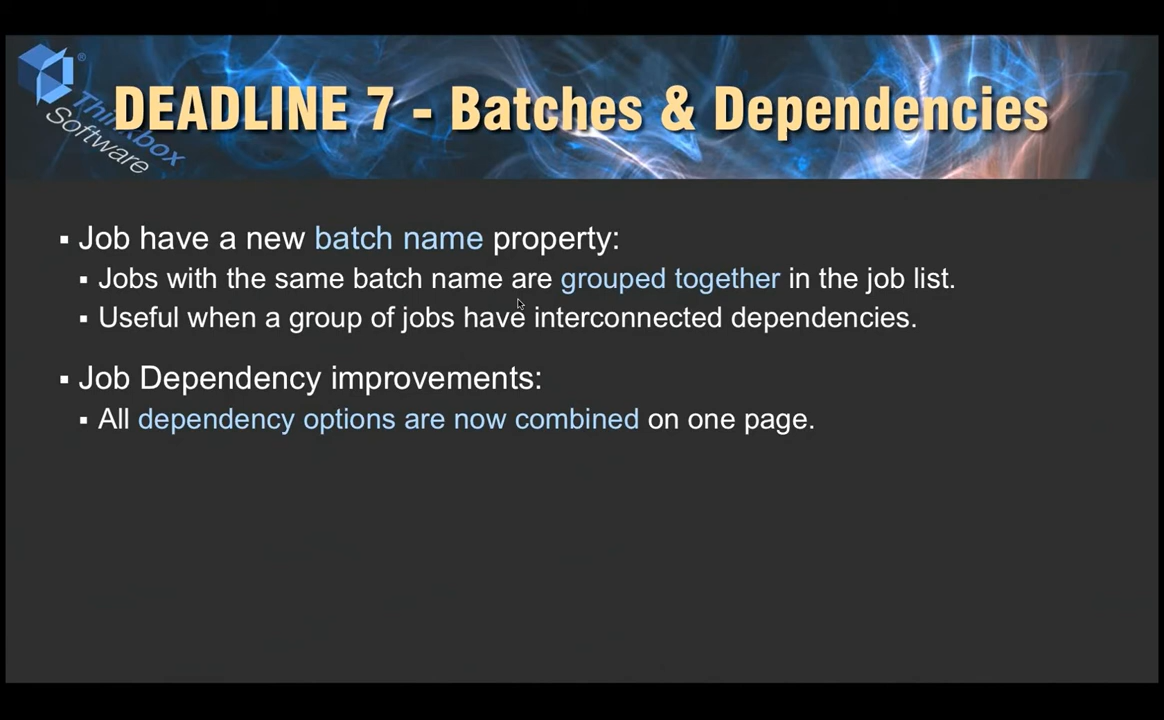 Thinkbox
Software
DEADLINE 7 - Batches & Dependencies
▪ Job have a new batch name property:
▪ Jobs with the same batch name are grouped together in the job list.
▪ Useful when a group of jobs have interconnected dependencies.
▪ Job Dependency improvements:
▪ All dependency options are now combined on one page.